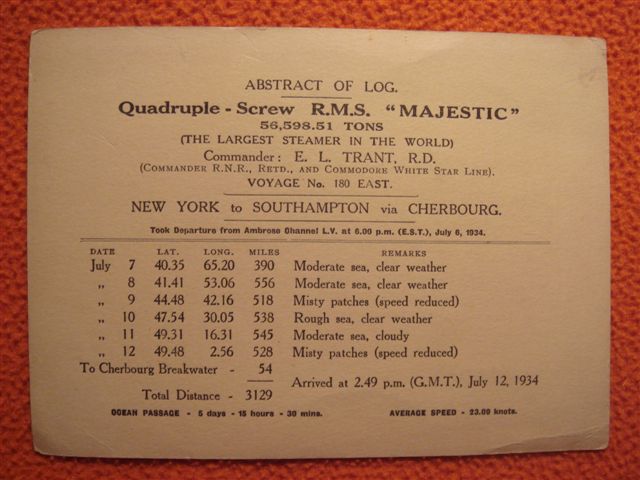 ABSTRACT OF LOG.
Quadruple - Screw R.M.S. "MAJESTIC"
56,598.51 TONS
(THE LARGEST STEAMER IN THE WORLD)
Commander: E. L. TRANT, R.D.
(COMMANDER R.N.R., RETD., AND COMMODORE WHITE STAR LINE).
VOYAGE No. 180 EAST.
NEW YORK to SOUTHAMPTON via CHERBOURG.
Took Departure from Ambrose Channel L.V. at 6.00 p.m. (E.S.T.), July 6, 1934.
DATE LAT. LONG. MILES REMARKS
July 7 40.35 65.20 390 Moderate sea, clear weather
„ 8 41.41 53.06 556 Moderate sea, clear weather
„ 9 44.48 42.16 518 Misty patches (speed reduced)
„ 10 47.54 30.05 538 Rough sea, clear weather
„ 11 49.31 16.31 545 Moderate sea, cloudy
„ 12 49.48 2.56 528 Misty patches (speed reduced)
To Cherbourg Breakwater - 54
Arrived at 2.49 p.m. (G.M.T.), July 12, 1934
Total Distance - 3129
OCEAN PASSAGE - 5 days - 15 hours - 30 mins. AVERAGE SPEED - 23.09 knots.